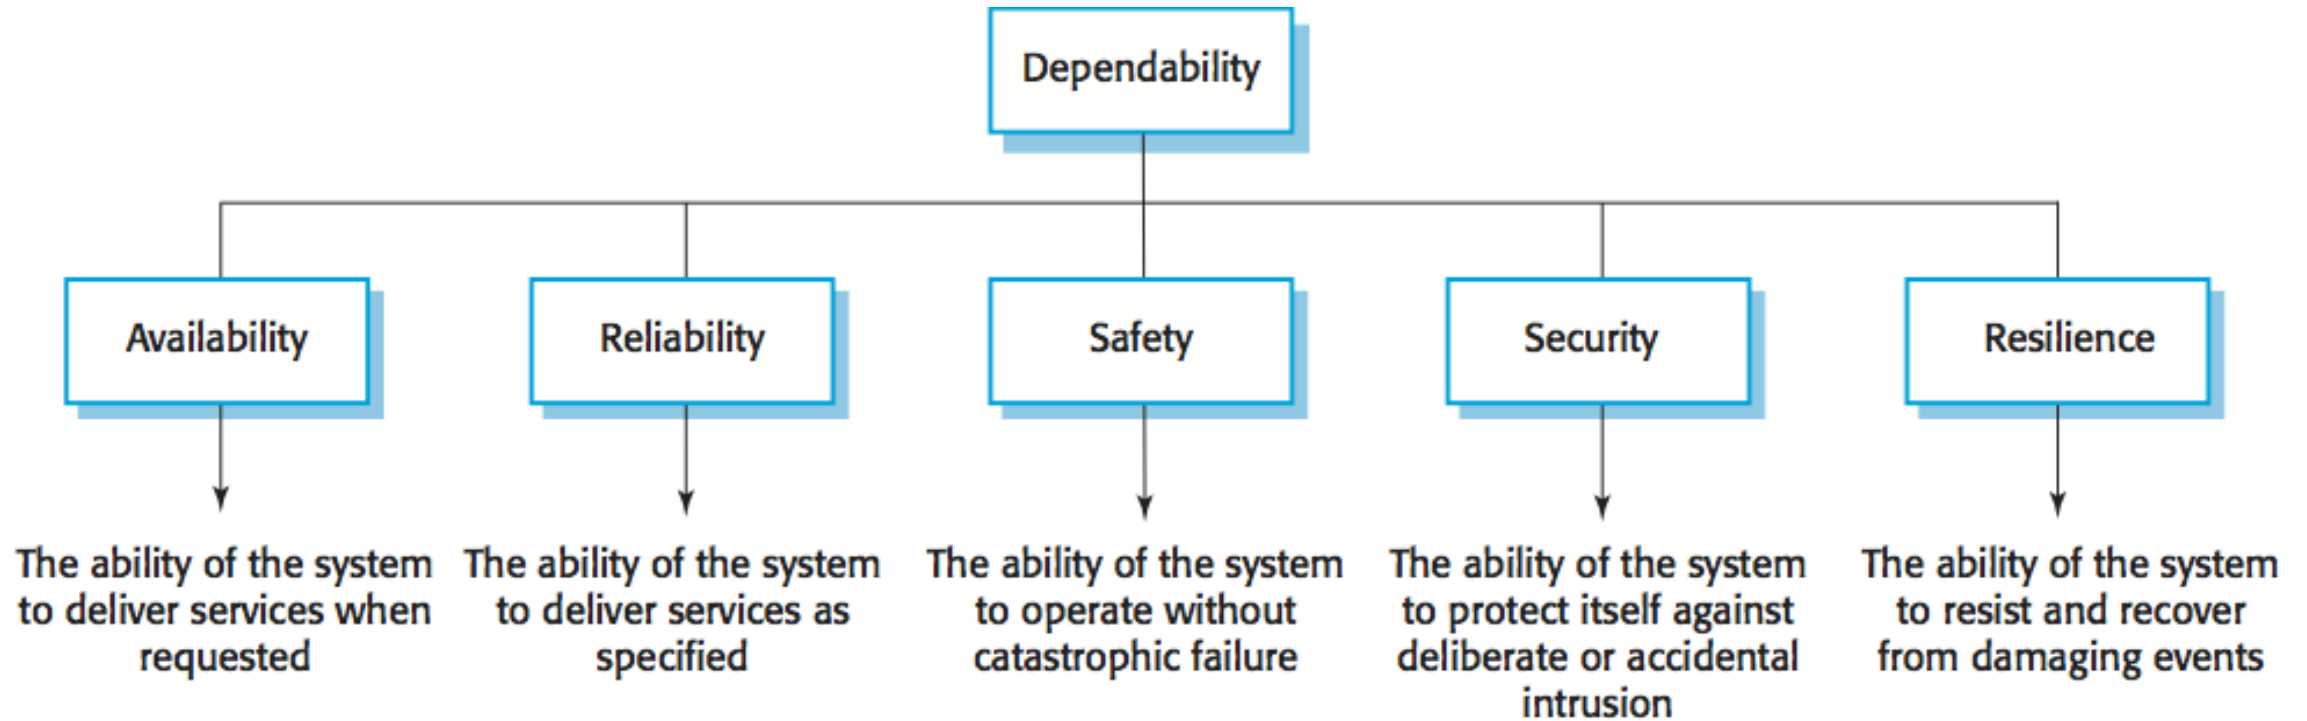 Dependability
Availability
Reliability
Safety
Security
Resilience
The ability of the system
to deliver services when
requested
The ability of the system
to deliver services as
specified
The ability of the system
to operate without
catastrophic failure
The ability of the system
to protect itself against
deliberate or accidental
intrusion
The ability of the system
to resist and recover
from damaging events